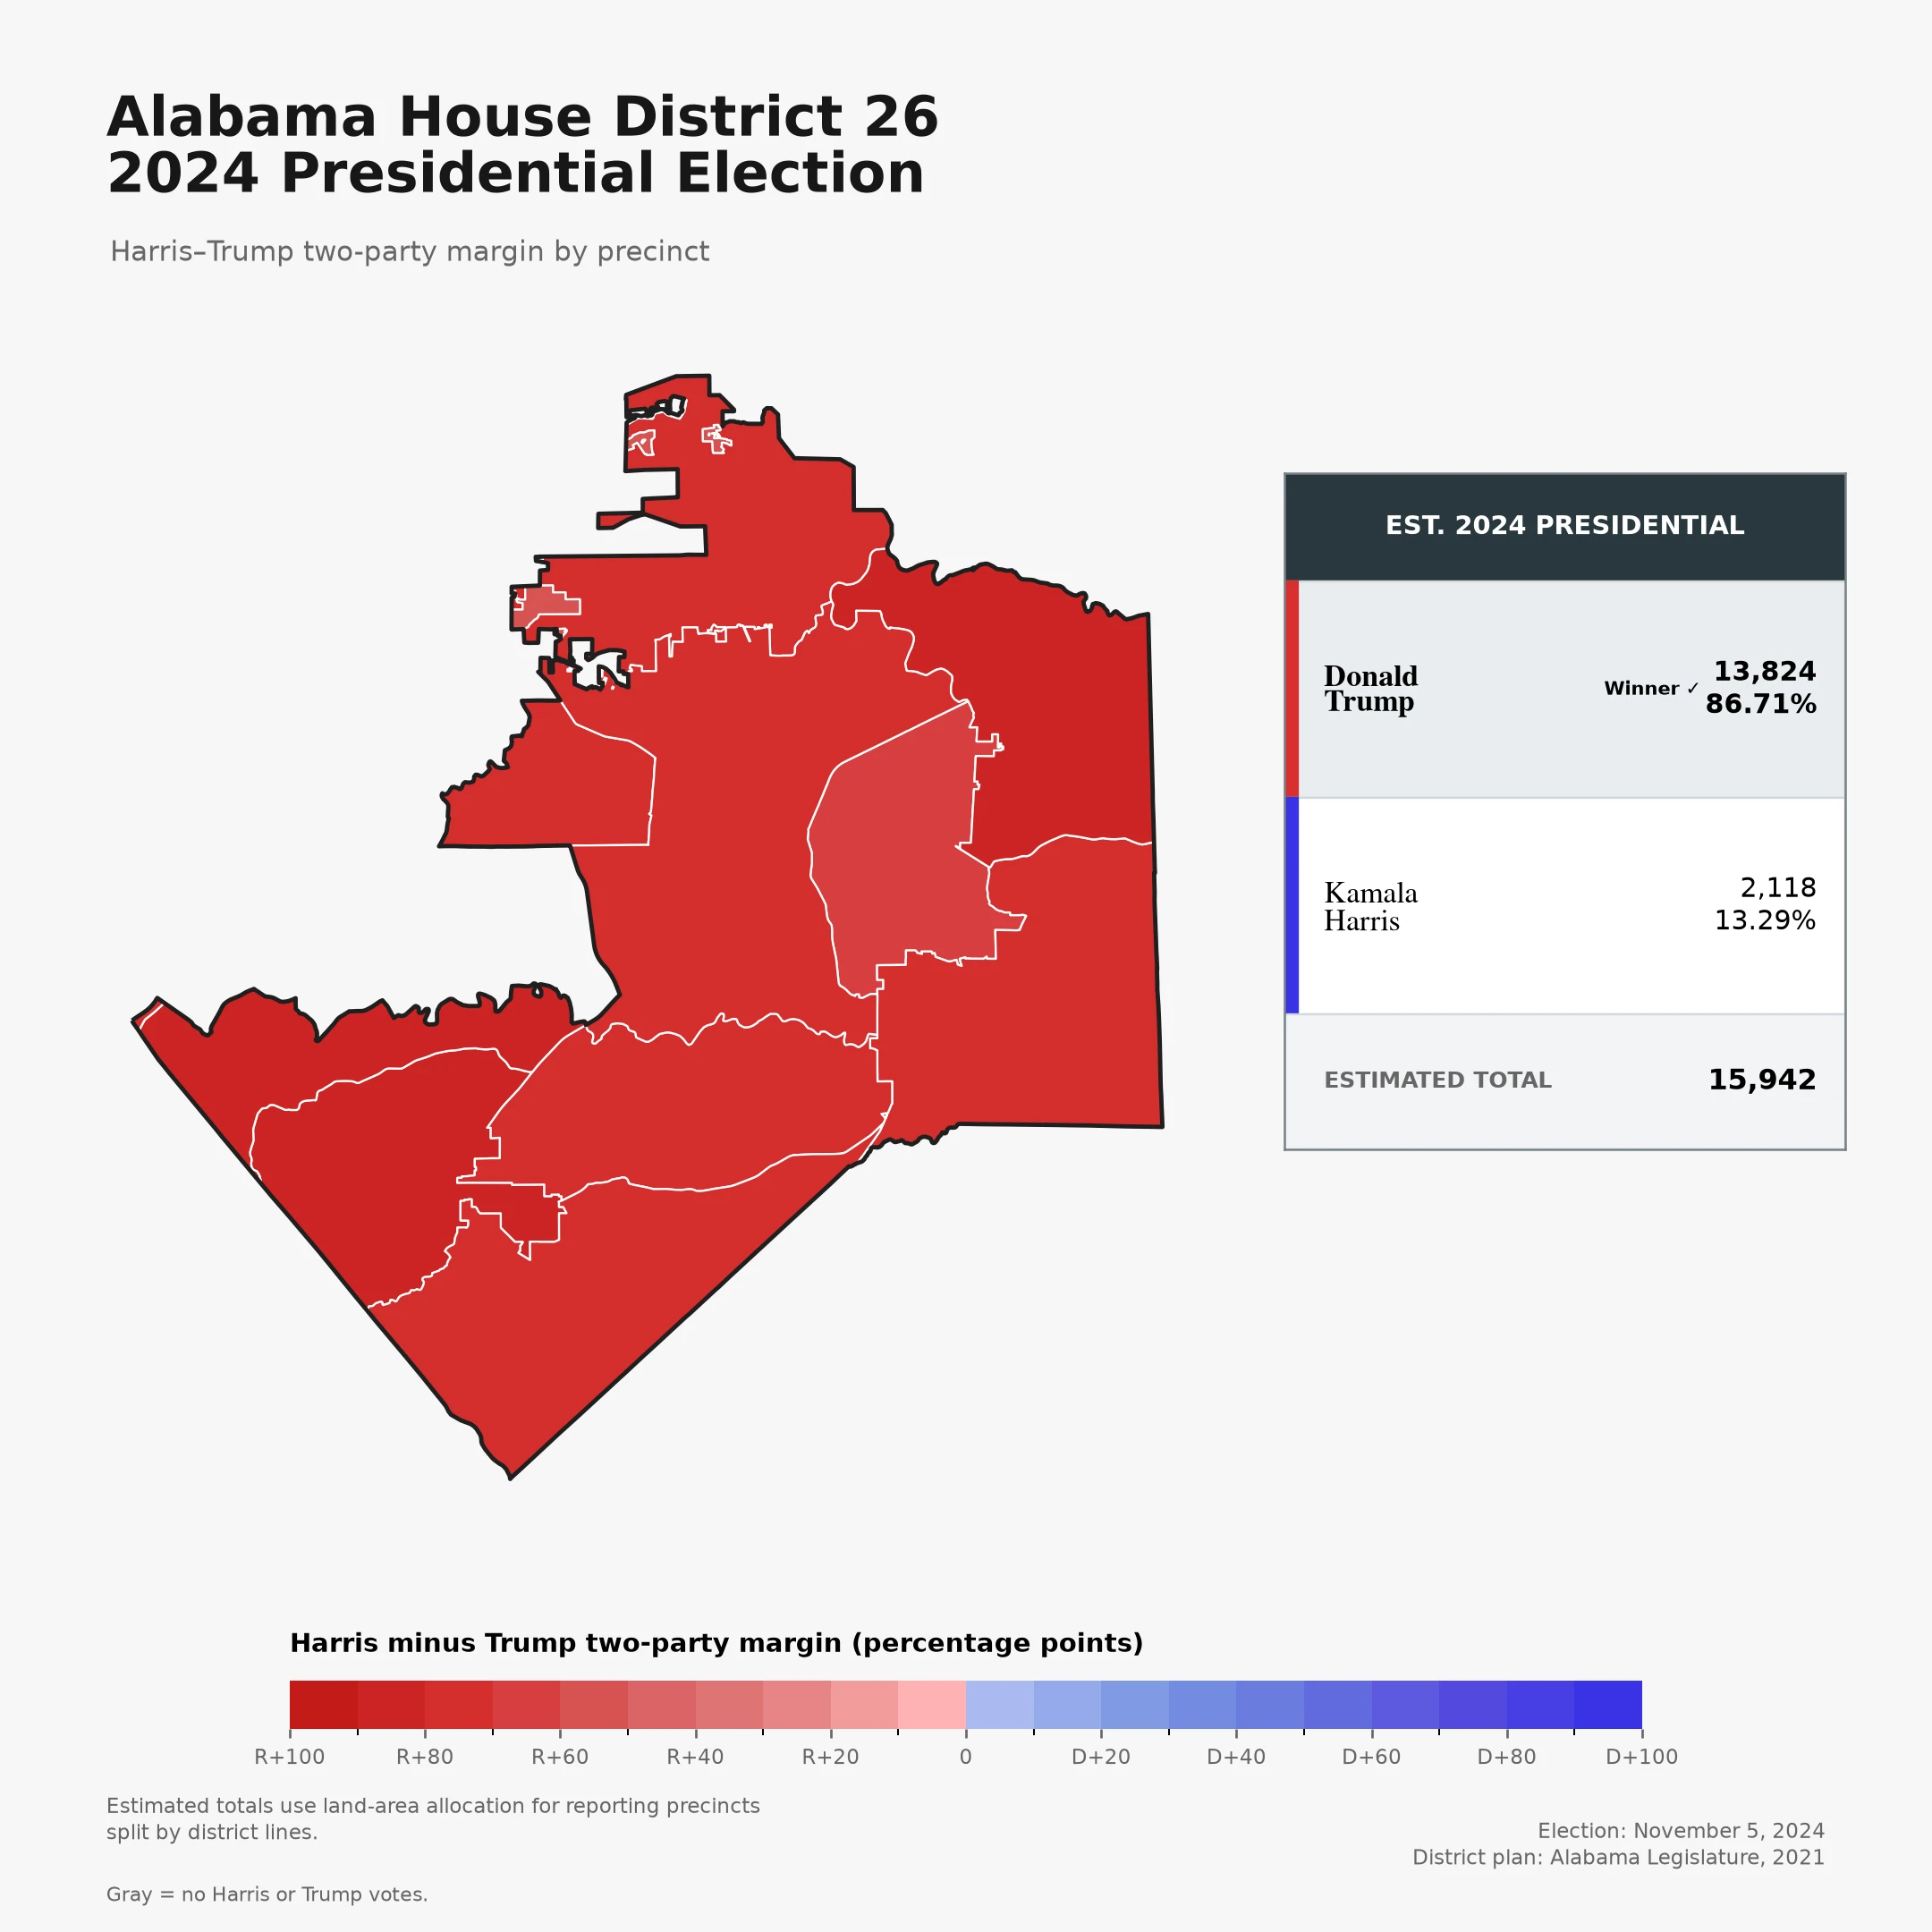 Alabama House District 26
2024 Presidential Election
Harris–Trump two-party margin by precinct
EST. 2024 PRESIDENTIAL
Donald
Trump
Winner ✓
13,824
86.71%
Kamala
Harris
2,118
13.29%
ESTIMATED TOTAL
15,942
Harris minus Trump two-party margin (percentage points)
R+100 R+80 R+60 R+40 R+20 0 D+20 D+40 D+60 D+80 D+100
Estimated totals use land-area allocation for reporting precincts
split by district lines.
Gray = no Harris or Trump votes.
Election: November 5, 2024
District plan: Alabama Legislature, 2021